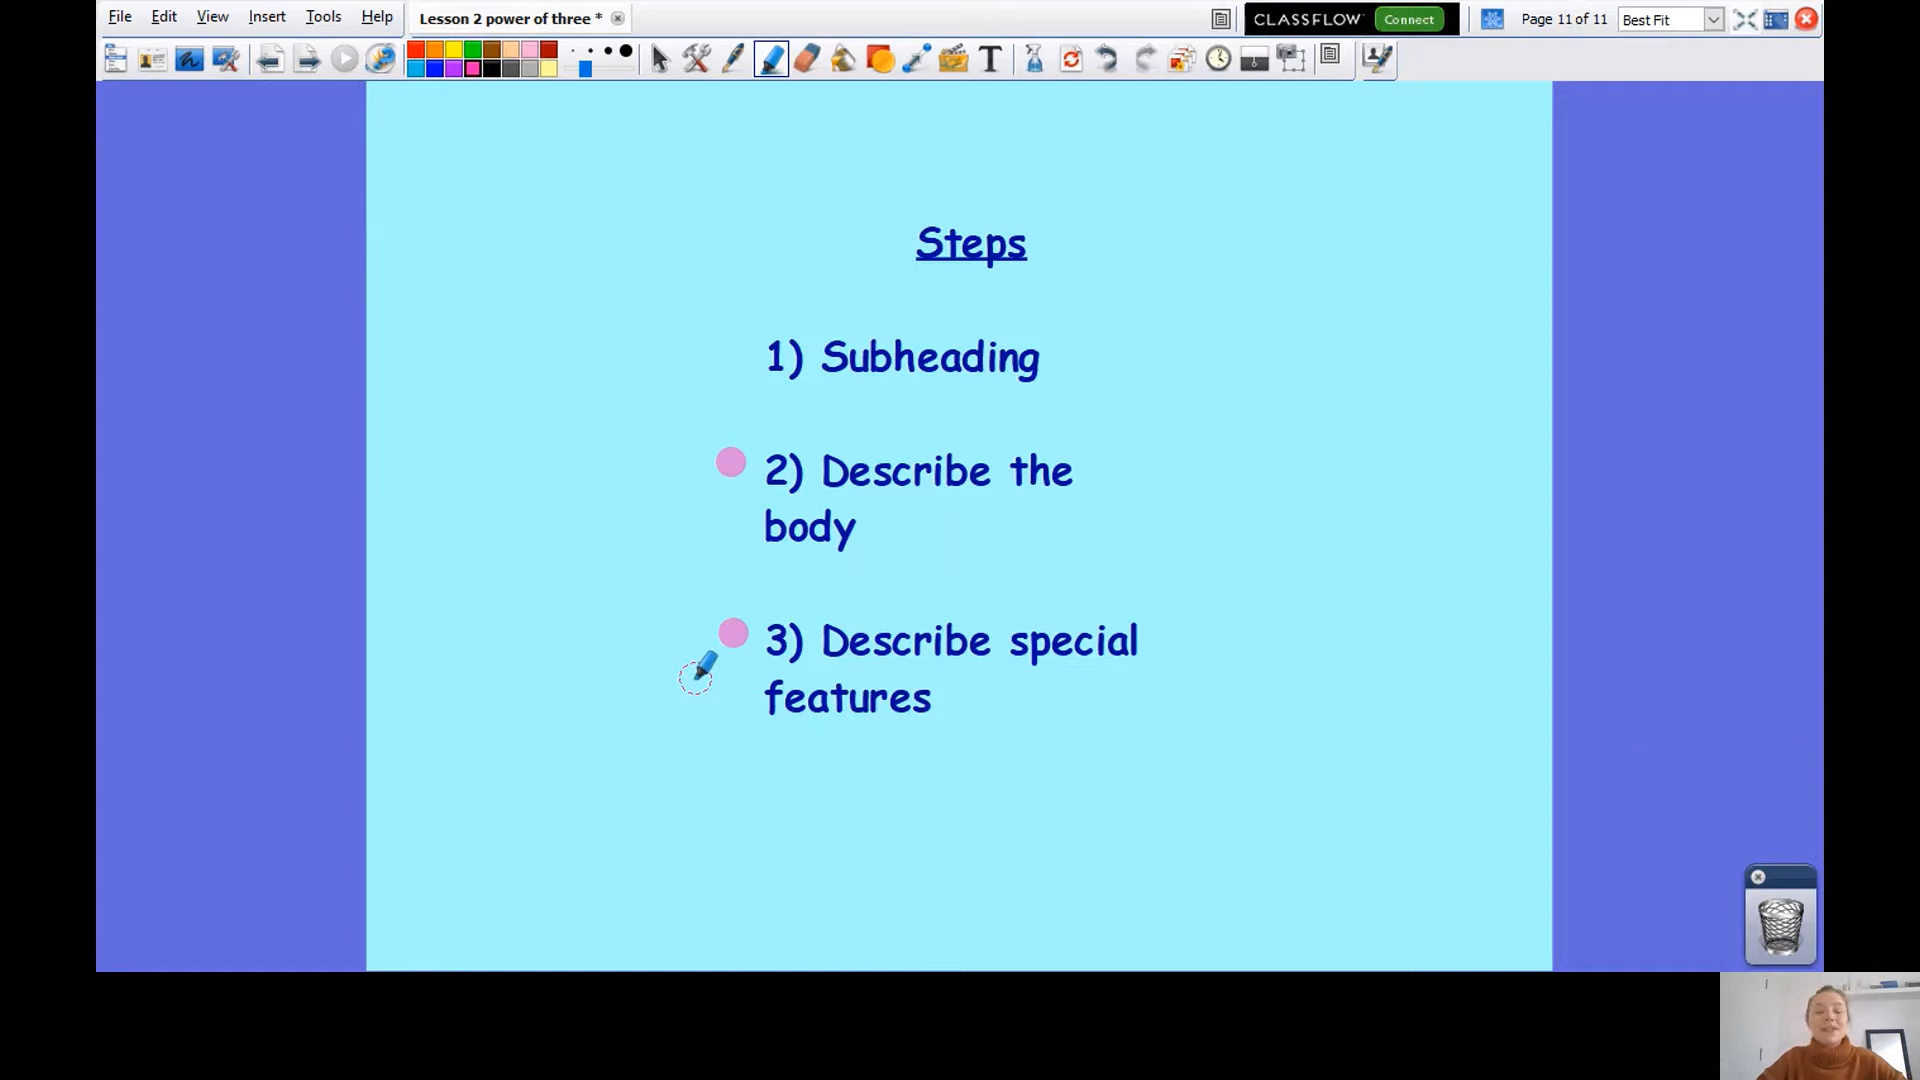 File Edit View Insert Tools Help Lesson 2 power of three * CLASSFLOW Connect Page 11 of 11 Best Fit
T
Steps
1) Subheading
2) Describe the
body
3) Describe special
features